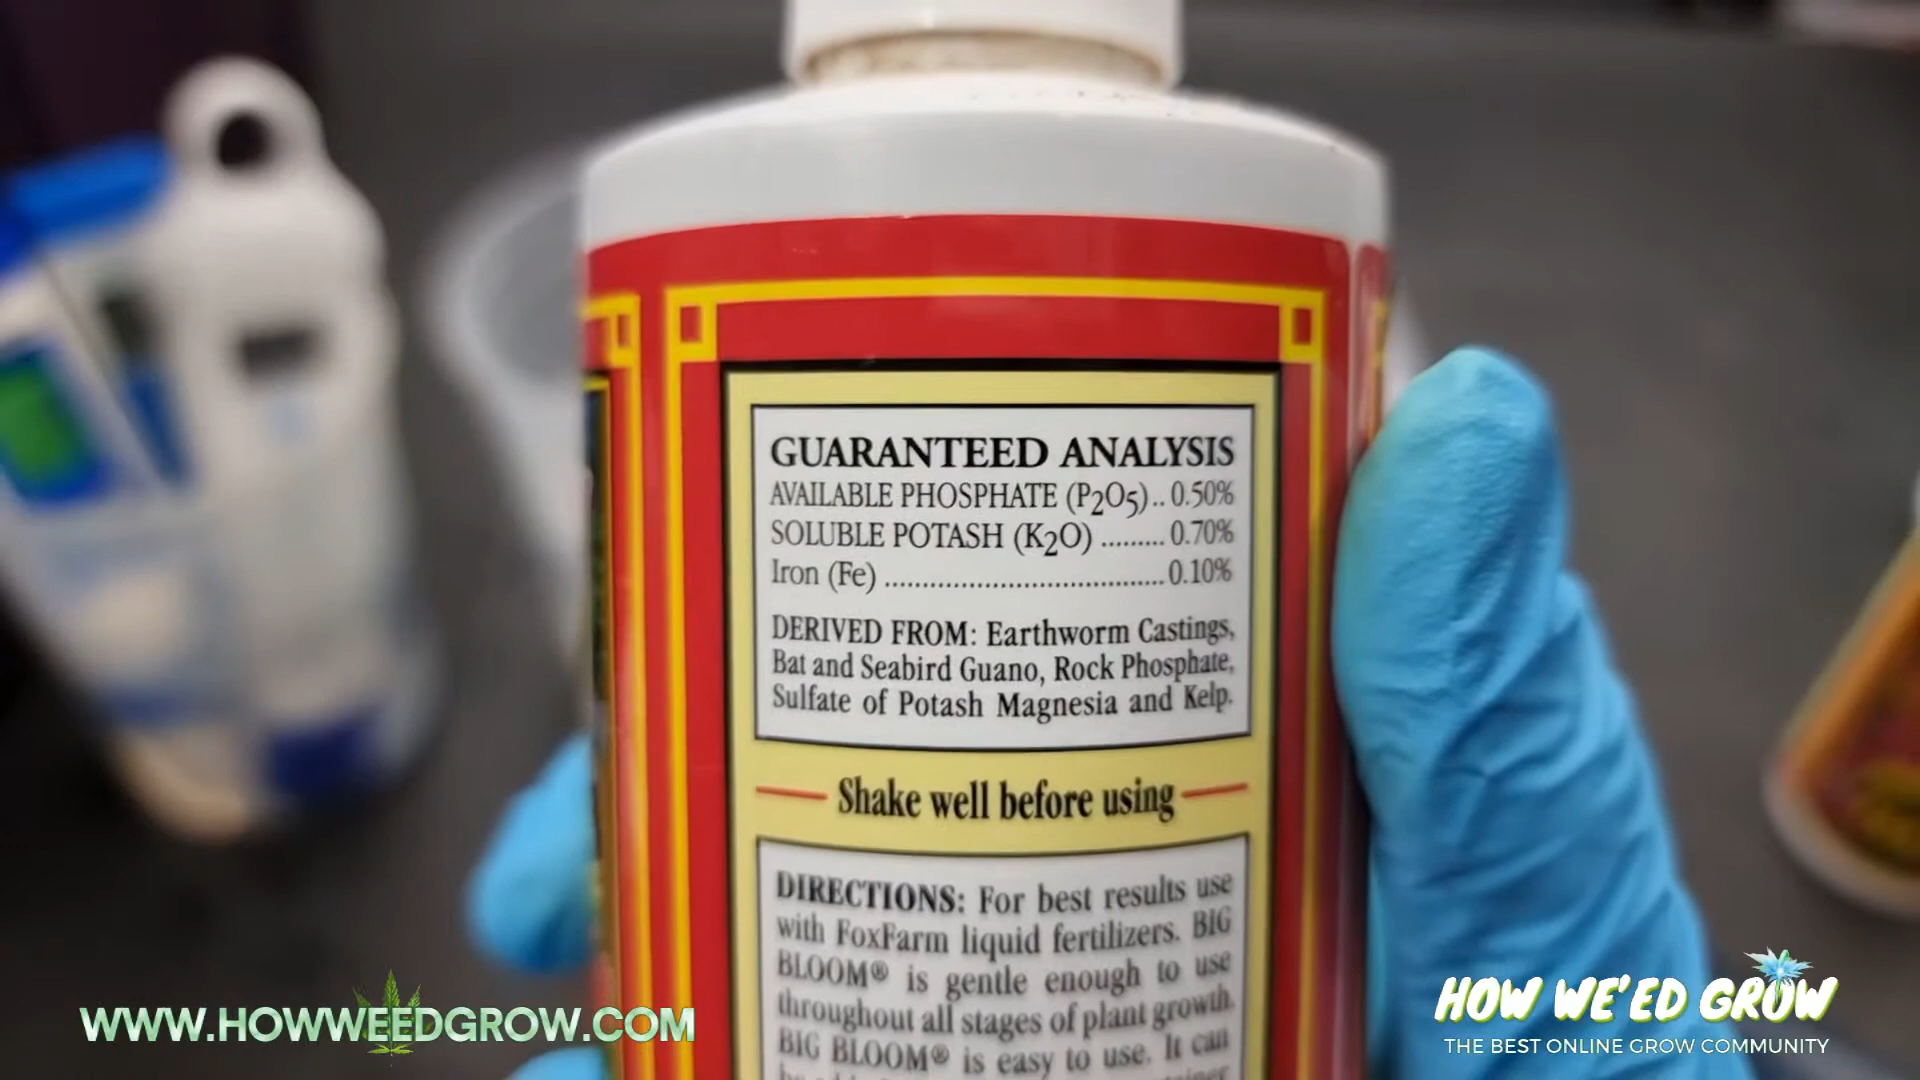 GUARANTEED ANALYSIS
AVAILABLE PHOSPHATE (P2O5).. 0.50%
SOLUBLE POTASH (K2O) ......... 0.70%
Iron (Fe) ...................................... 0.10%
DERIVED FROM: Earthworm Castings,
Bat and Seabird Guano, Rock Phosphate,
Sulfate of Potash Magnesia and Kelp.
Shake well before using
DIRECTIONS: For best results use
with FoxFarm liquid fertilizers. BIG
BLOOM® is gentle enough to use
throughout all stages of plant growth.
BIG BLOOM® is easy to use. It can
WWW.HOWWEEDGROW.COM
HOW WE'ED GROW
THE BEST ONLINE GROW COMMUNITY